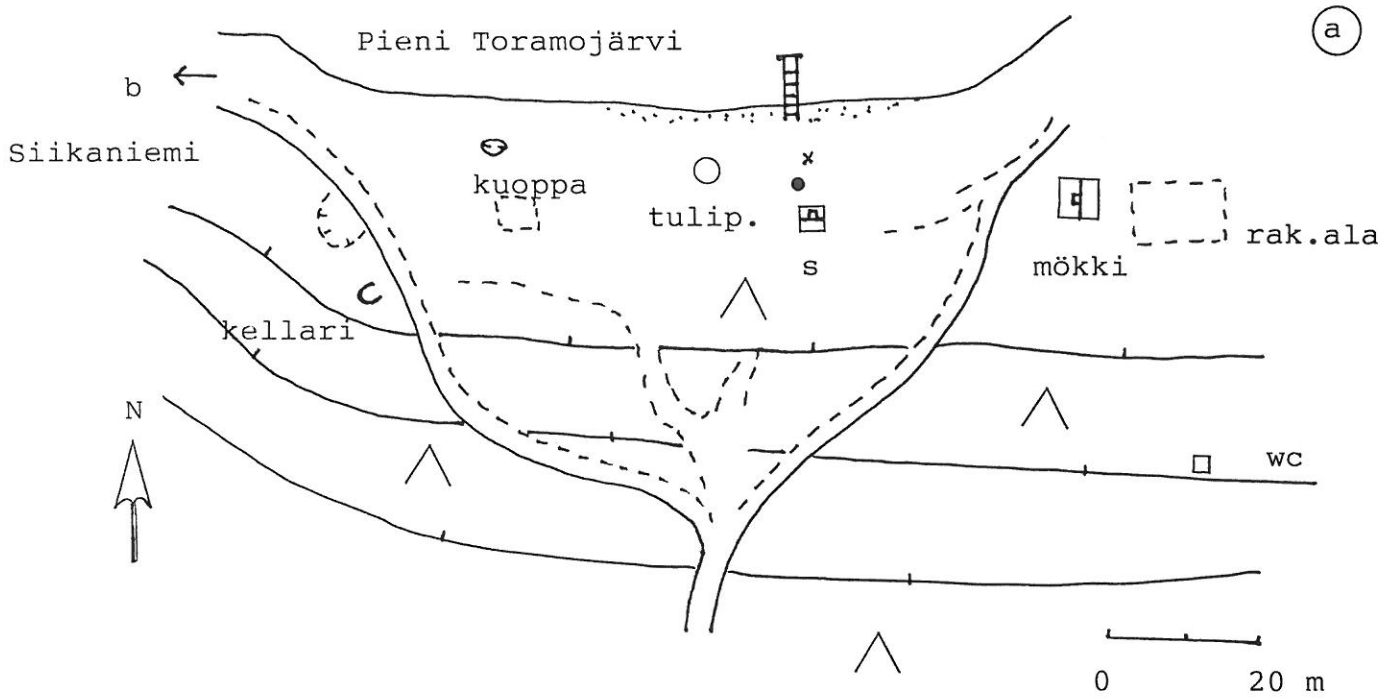 a
Pieni Toramojärvi
b
Siikaniemi
x
kuoppa
tulip.
rak.ala
s
mökki
kellari
N
wc
0 20 m